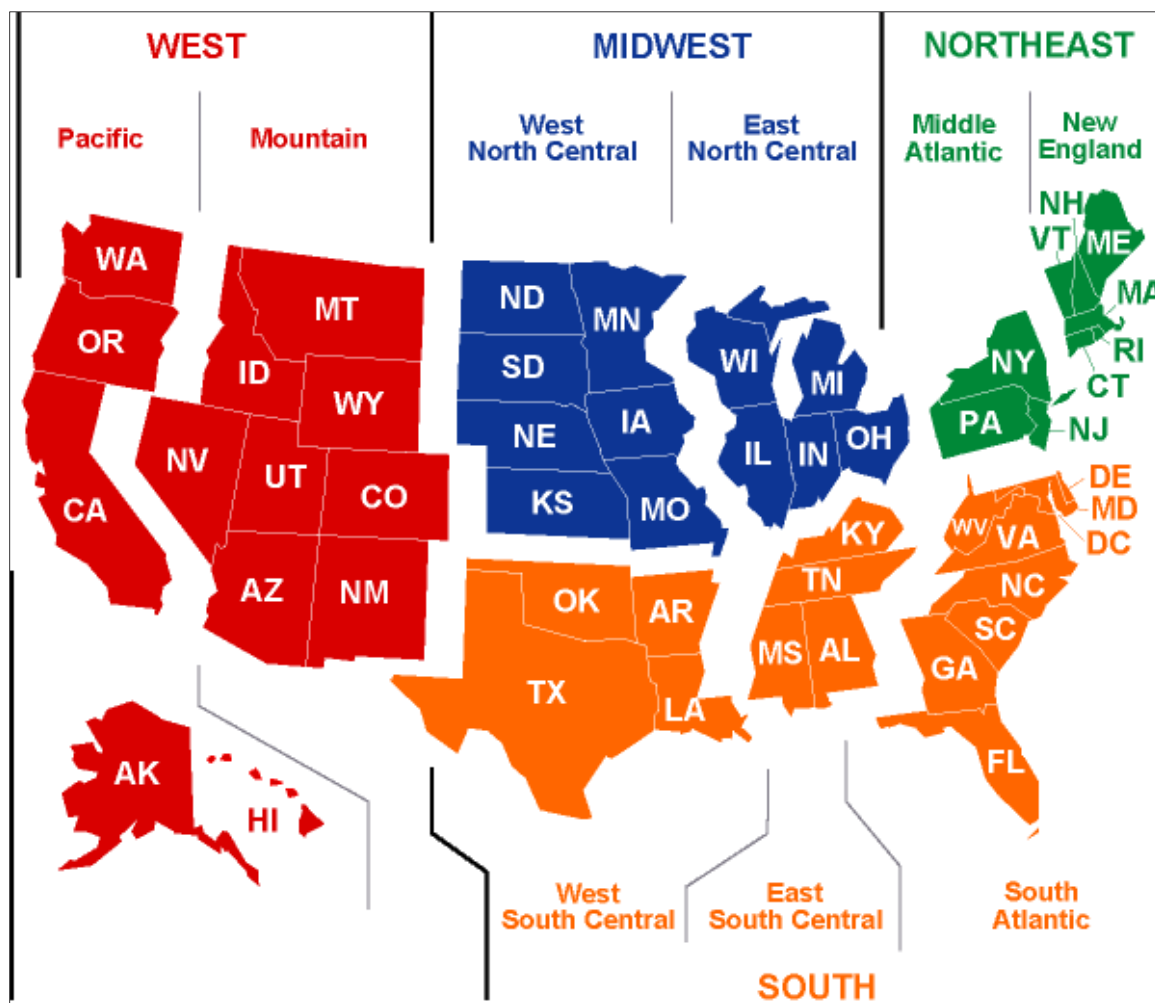 WEST
MIDWEST
NORTHEAST
Pacific
Mountain
West
North Central
East
North Central
Middle
Atlantic
New
England
WA
OR
CA
MT
ID
WY
NV
UT
CO
AZ
NM
AK
HI
ND
SD
NE
KS
MN
IA
MO
WI
MI
IL
IN
OH
NH
VT
ME
MA
RI
CT
NY
PA
NJ
OK
AR
TX
LA
KY
TN
MS
AL
DE
MD
DC
WV
VA
NC
SC
GA
FL
West
South Central
East
South Central
South
Atlantic
SOUTH